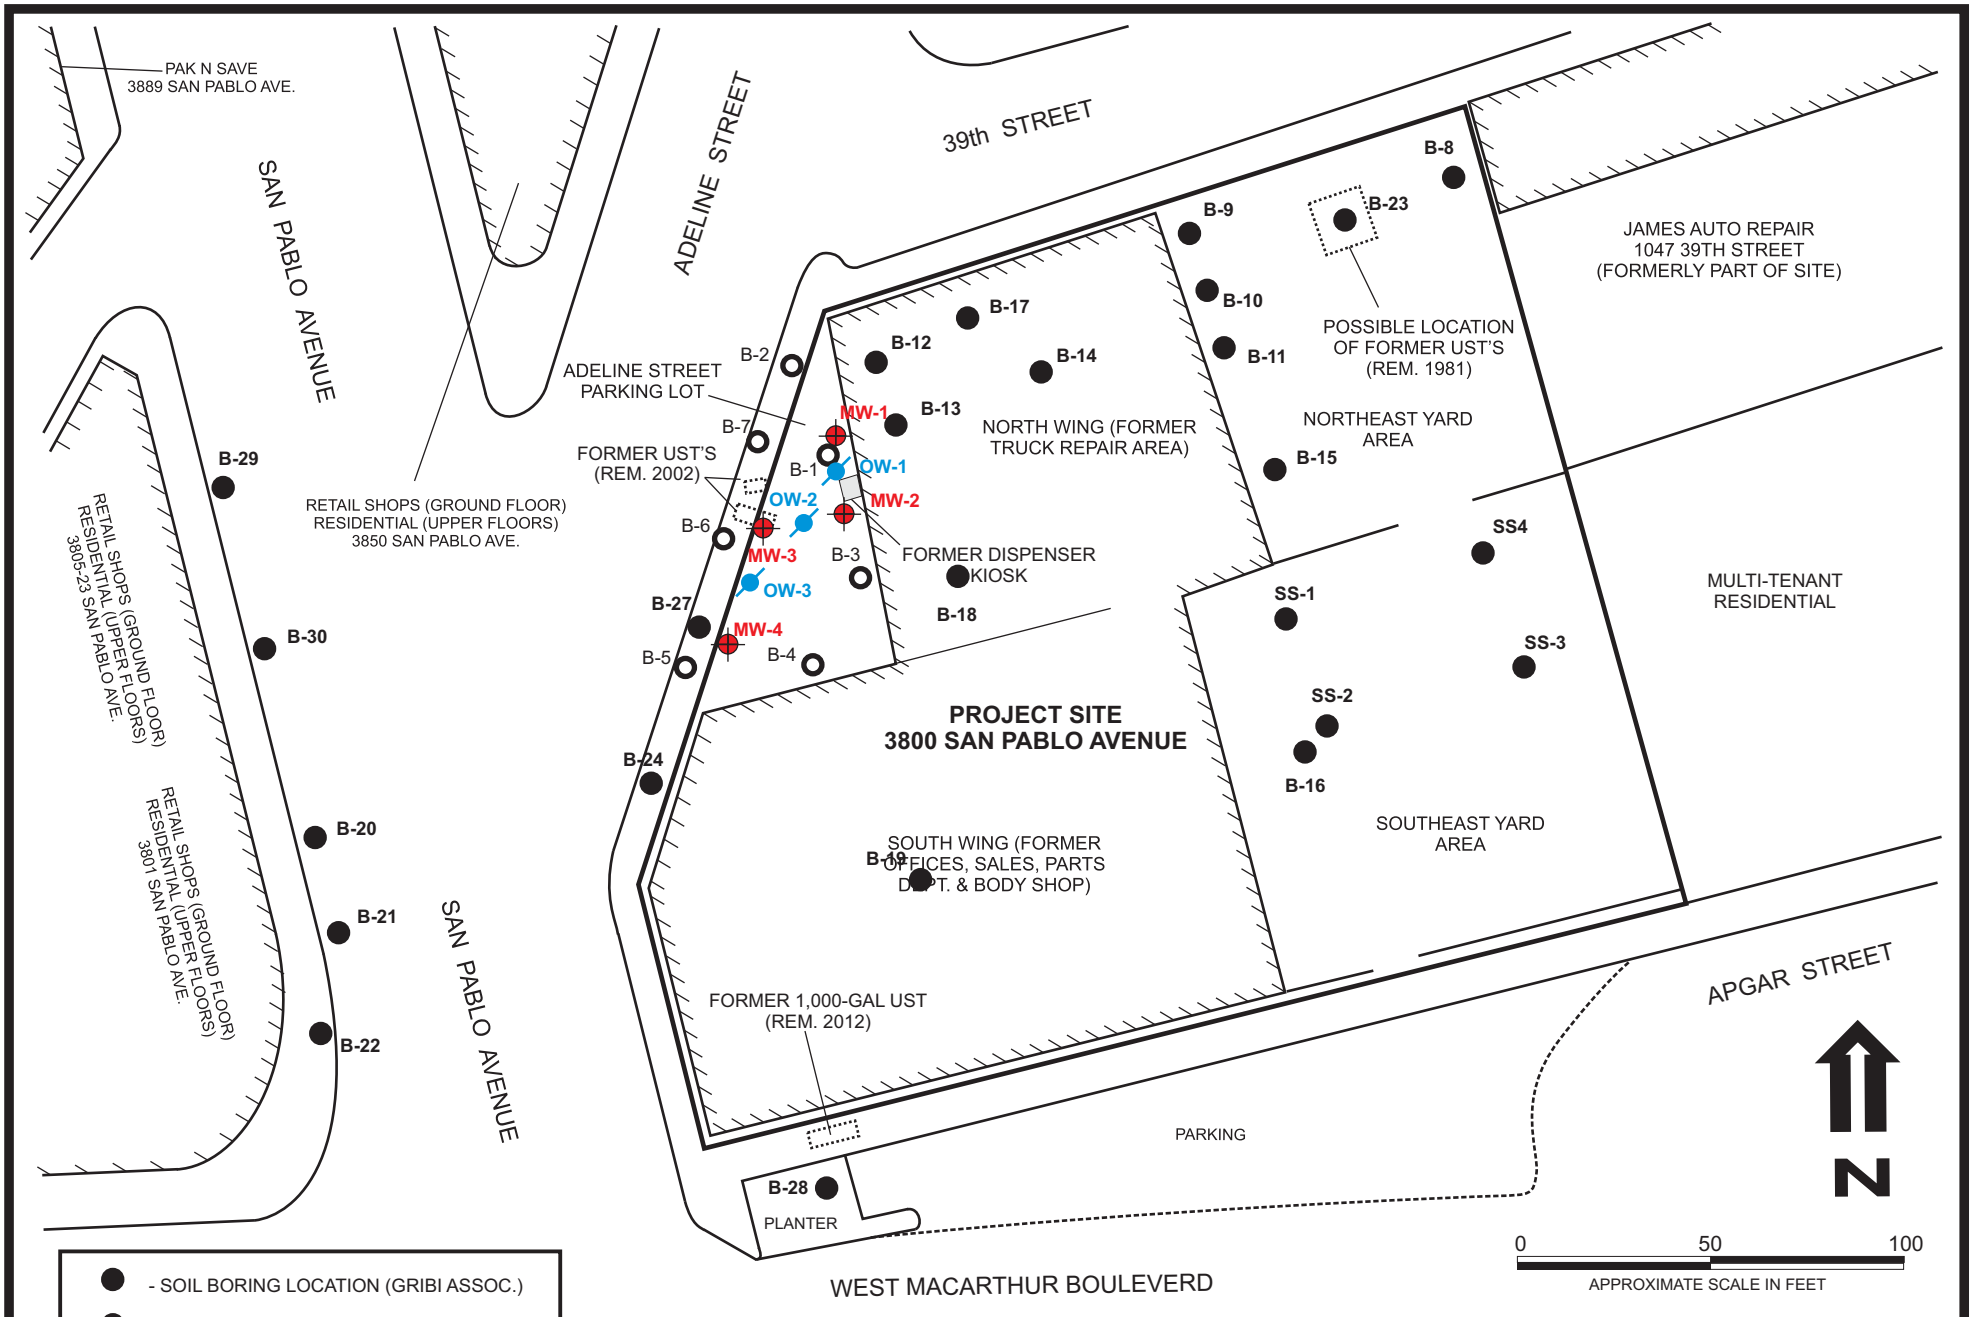 PAK N SAVE
3889 SAN PABLO AVE.
SAN PABLO AVENUE
ADELINE STREET
39th STREET
B-8
B-23
B-9
B-10
B-11
JAMES AUTO REPAIR
1047 39TH STREET
(FORMERLY PART OF SITE)
POSSIBLE LOCATION
OF FORMER UST'S
(REM. 1981)
B-17
B-12
B-14
B-2
ADELINE STREET
PARKING LOT
MW-1
B-13
NORTH WING (FORMER
TRUCK REPAIR AREA)
NORTHEAST YARD
AREA
B-7
FORMER UST'S
(REM. 2002)
B-1
OW-1
B-15
B-29
OW-2
MW-2
RETAIL SHOPS (GROUND FLOOR)
RESIDENTIAL (UPPER FLOORS)
3850 SAN PABLO AVE.
B-6
MW-3
B-3
FORMER DISPENSER
KIOSK
SS4
OW-3
B-18
SS-1
MULTI-TENANT
RESIDENTIAL
B-27
MW-4
B-5
B-4
SS-3
B-30
RETAIL SHOPS (GROUND FLOOR)
RESIDENTIAL (UPPER FLOORS)
3805-23 SAN PABLO AVE.
SS-2
PROJECT SITE
3800 SAN PABLO AVENUE
B-24
B-16
B-20
SOUTHEAST YARD
AREA
SOUTH WING (FORMER
OFFICES, SALES, PARTS
DEPT. & BODY SHOP)
B-19
RETAIL SHOPS (GROUND FLOOR)
RESIDENTIAL (UPPER FLOORS)
3801 SAN PABLO AVE.
B-21
SAN PABLO AVENUE
B-22
FORMER 1,000-GAL UST
(REM. 2012)
APGAR STREET
PARKING
N
B-28
PLANTER
WEST MACARTHUR BOULEVERD
0 50 100
APPROXIMATE SCALE IN FEET
- SOIL BORING LOCATION (GRIBI ASSOC.)